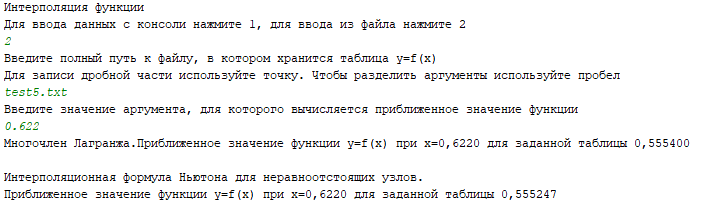 Интерполяция функции
Для ввода данных с консоли нажмите 1, для ввода из файла нажмите 2
2
Введите полный путь к файлу, в котором хранится таблица y=f(x)
Для записи дробной части используйте точку. Чтобы разделить аргументы используйте пробел
test5.txt
Введите значение аргумента, для которого вычисляется приближенное значение функции
0.622
Многочлен Лагранжа.Приближенное значение функции y=f(x) при x=0,6220 для заданной таблицы 0,555400
Интерполяционная формула Ньютона для неравноотстоящих узлов.
Приближенное значение функции y=f(x) при x=0,6220 для заданной таблицы 0,555247